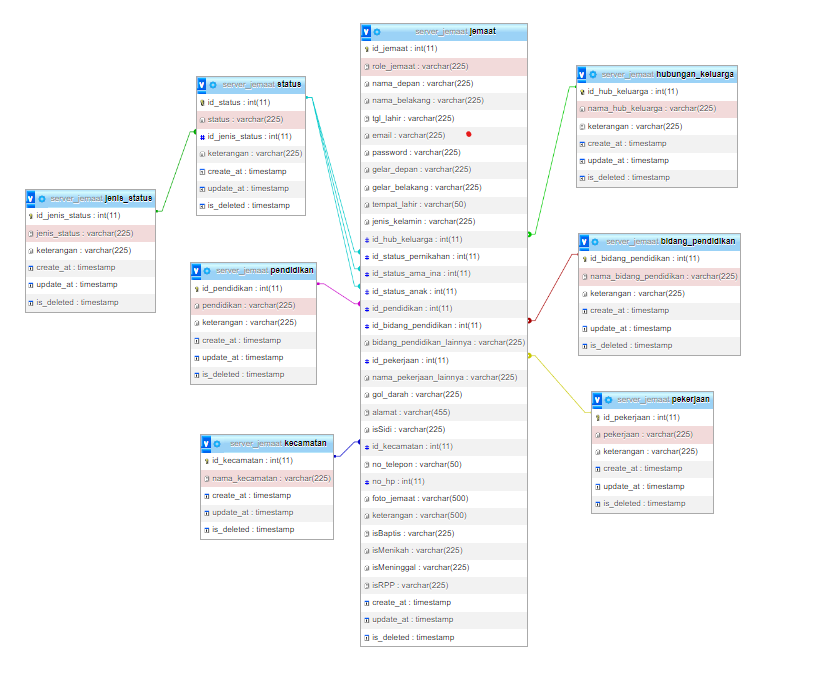 server_jemaat jemaat
id_jemaat : int(11)
role_jemaat : varchar(225)
nama_depan : varchar(225)
nama_belakang : varchar(225)
tgl_lahir : varchar(225)
email : varchar(225)
password : varchar(225)
gelar_depan : varchar(225)
gelar_belakang : varchar(225)
tempat_lahir : varchar(50)
jenis_kelamin : varchar(225)
id_hub_keluarga : int(11)
id_status_pernikahan : int(11)
id_status_ama_ina : int(11)
id_status_anak : int(11)
id_pendidikan : int(11)
id_bidang_pendidikan : int(11)
bidang_pendidikan_lainnya : varchar(225)
id_pekerjaan : int(11)
nama_pekerjaan_lainnya : varchar(225)
gol_darah : varchar(225)
alamat : varchar(455)
isSidi : varchar(225)
id_kecamatan : int(11)
no_telepon : varchar(50)
no_hp : int(11)
foto_jemaat : varchar(500)
keterangan : varchar(500)
isBaptis : varchar(225)
isMenikah : varchar(225)
isMeninggal : varchar(225)
isRPP : varchar(225)
create_at : timestamp
update_at : timestamp
is_deleted : timestamp
server_jemaat status
id_status : int(11)
status : varchar(225)
id_jenis_status : int(11)
keterangan : varchar(225)
create_at : timestamp
update_at : timestamp
is_deleted : timestamp
server_jemaat jenis_status
id_jenis_status : int(11)
jenis_status : varchar(225)
keterangan : varchar(225)
create_at : timestamp
update_at : timestamp
is_deleted : timestamp
server_jemaat pendidikan
id_pendidikan : int(11)
pendidikan : varchar(225)
keterangan : varchar(225)
create_at : timestamp
update_at : timestamp
is_deleted : timestamp
server_jemaat kecamatan
id_kecamatan : int(11)
nama_kecamatan : varchar(225)
create_at : timestamp
update_at : timestamp
is_deleted : timestamp
server_jemaat hubungan_keluarga
id_hub_keluarga : int(11)
nama_hub_keluarga : varchar(225)
keterangan : varchar(225)
create_at : timestamp
update_at : timestamp
is_deleted : timestamp
server_jemaat bidang_pendidikan
id_bidang_pendidikan : int(11)
nama_bidang_pendidikan : varchar(225)
keterangan : varchar(225)
create_at : timestamp
update_at : timestamp
is_deleted : timestamp
server_jemaat pekerjaan
id_pekerjaan : int(11)
pekerjaan : varchar(225)
keterangan : varchar(225)
create_at : timestamp
update_at : timestamp
is_deleted : timestamp